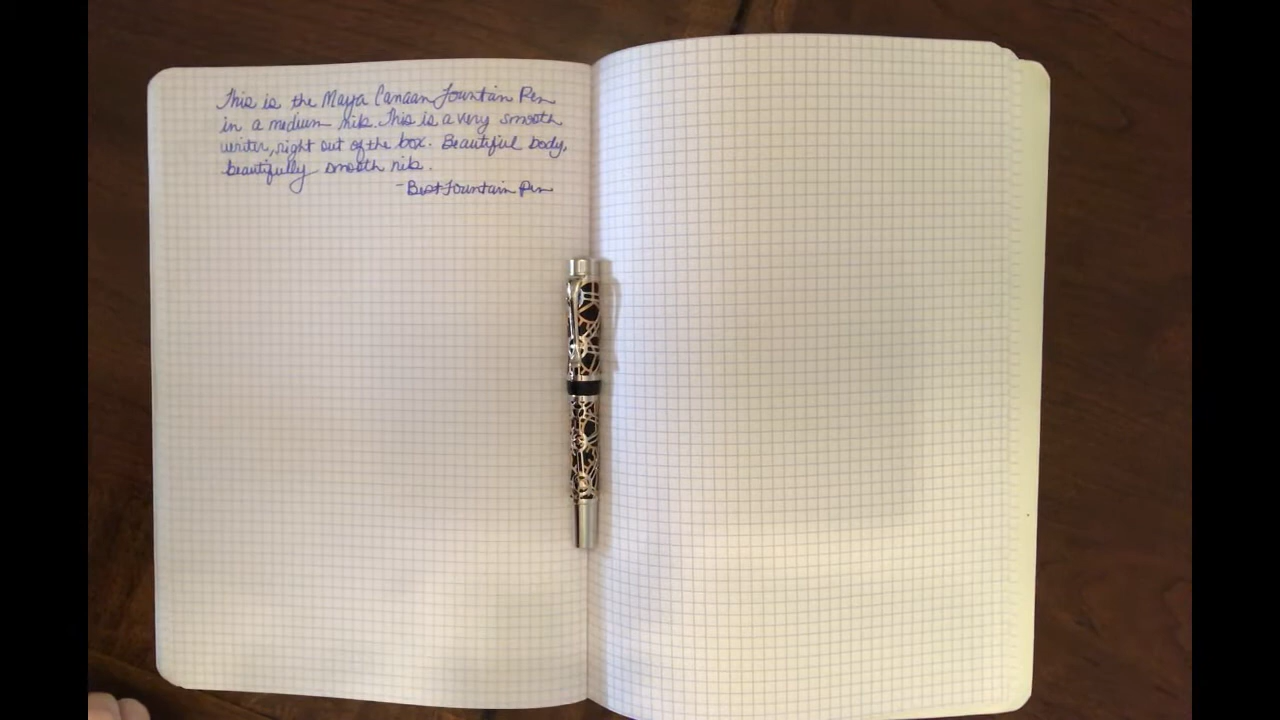 This is the Maya Canaan Fountain Pen
in a medium nib. This is a very smooth
writer, right out of the box. Beautiful body,
beautifully smooth nib.
-Best Fountain Pen